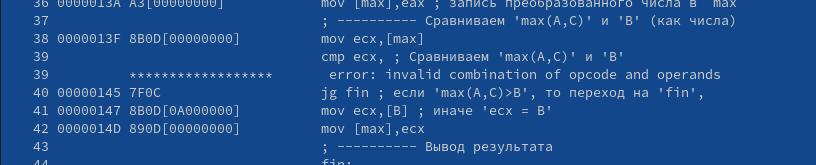 36 0000013A A3[00000000] mov [max],eax ; запись преобразованного числа в `max`
37 ; ---------- Сравниваем 'max(A,C)' и 'B' (как числа)
38 0000013F 8B0D[00000000] mov ecx,[max]
39 cmp ecx, ; Сравниваем 'max(A,C)' и 'B'
39 ****************** error: invalid combination of opcode and operands
40 00000145 7F0C jg fin ; если 'max(A,C)>B', то переход на 'fin',
41 00000147 8B0D[0A000000] mov ecx,[B] ; иначе 'ecx = B'
42 0000014D 890D[00000000] mov [max],ecx
43 ; ---------- Вывод результата
44 fin: